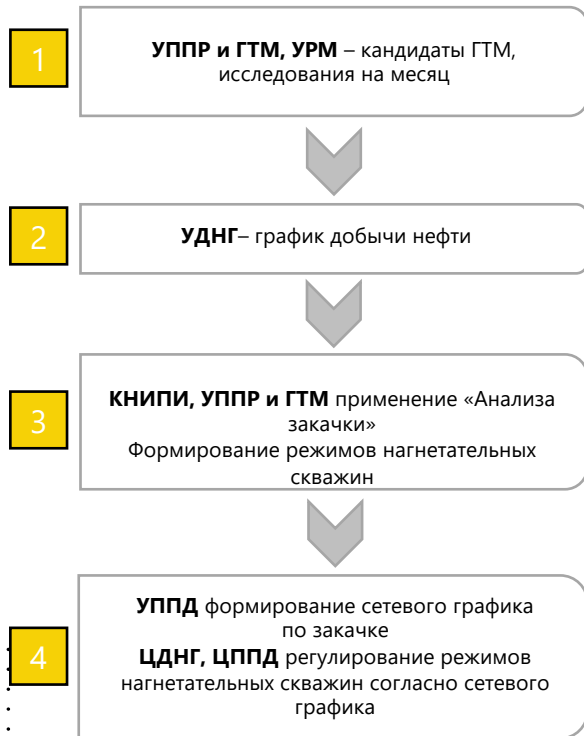 1
УППР и ГТМ, УРМ – кандидаты ГТМ,
исследования на месяц
2
УДНГ– график добычи нефти
3
КНИПИ, УППР и ГТМ применение «Анализа
закачки»
Формирование режимов нагнетательных
скважин
4
УППД формирование сетевого графика
по закачке
ЦДНГ, ЦППД регулирование режимов
нагнетательных скважин согласно сетевого
графика